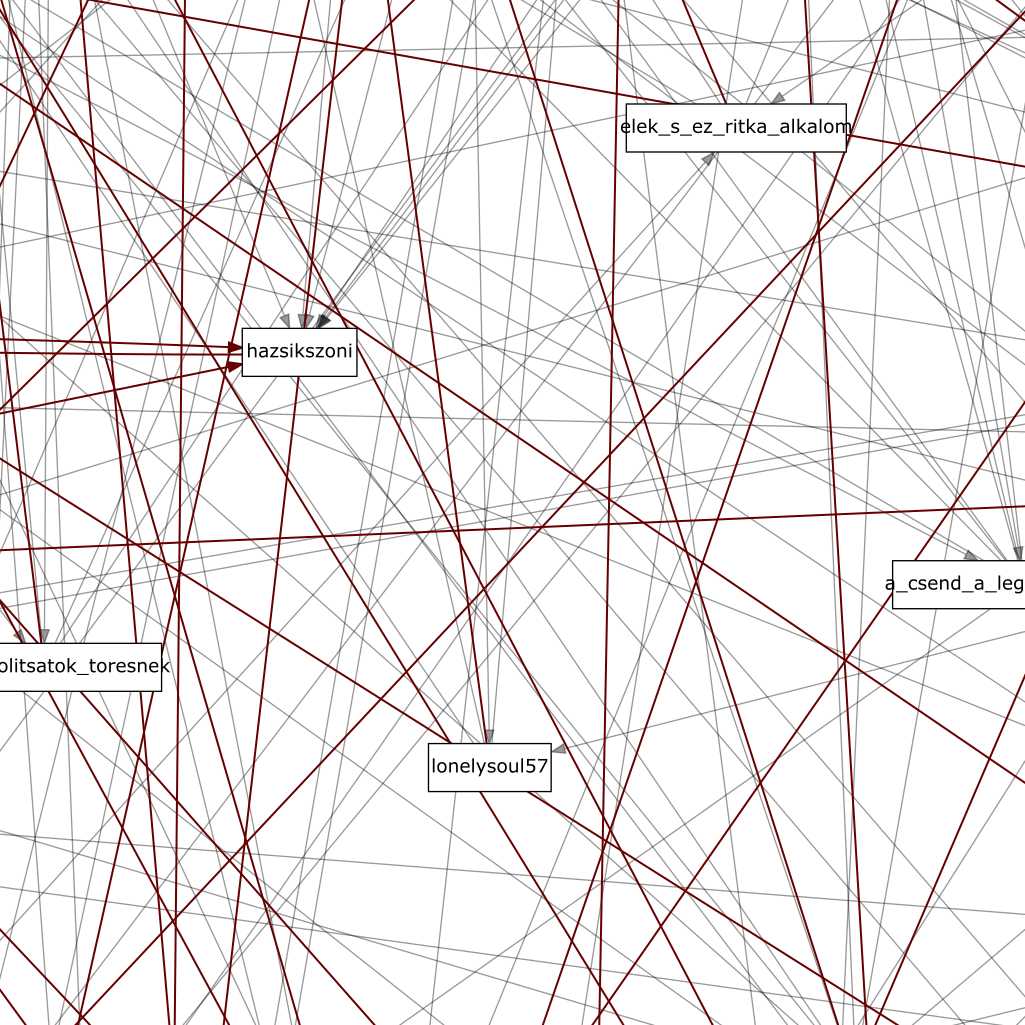 elek_s_ez_ritka_alkalom
hazsikszoni
a_csend_a_leg
olitsatok_toresnek
lonelysoul57